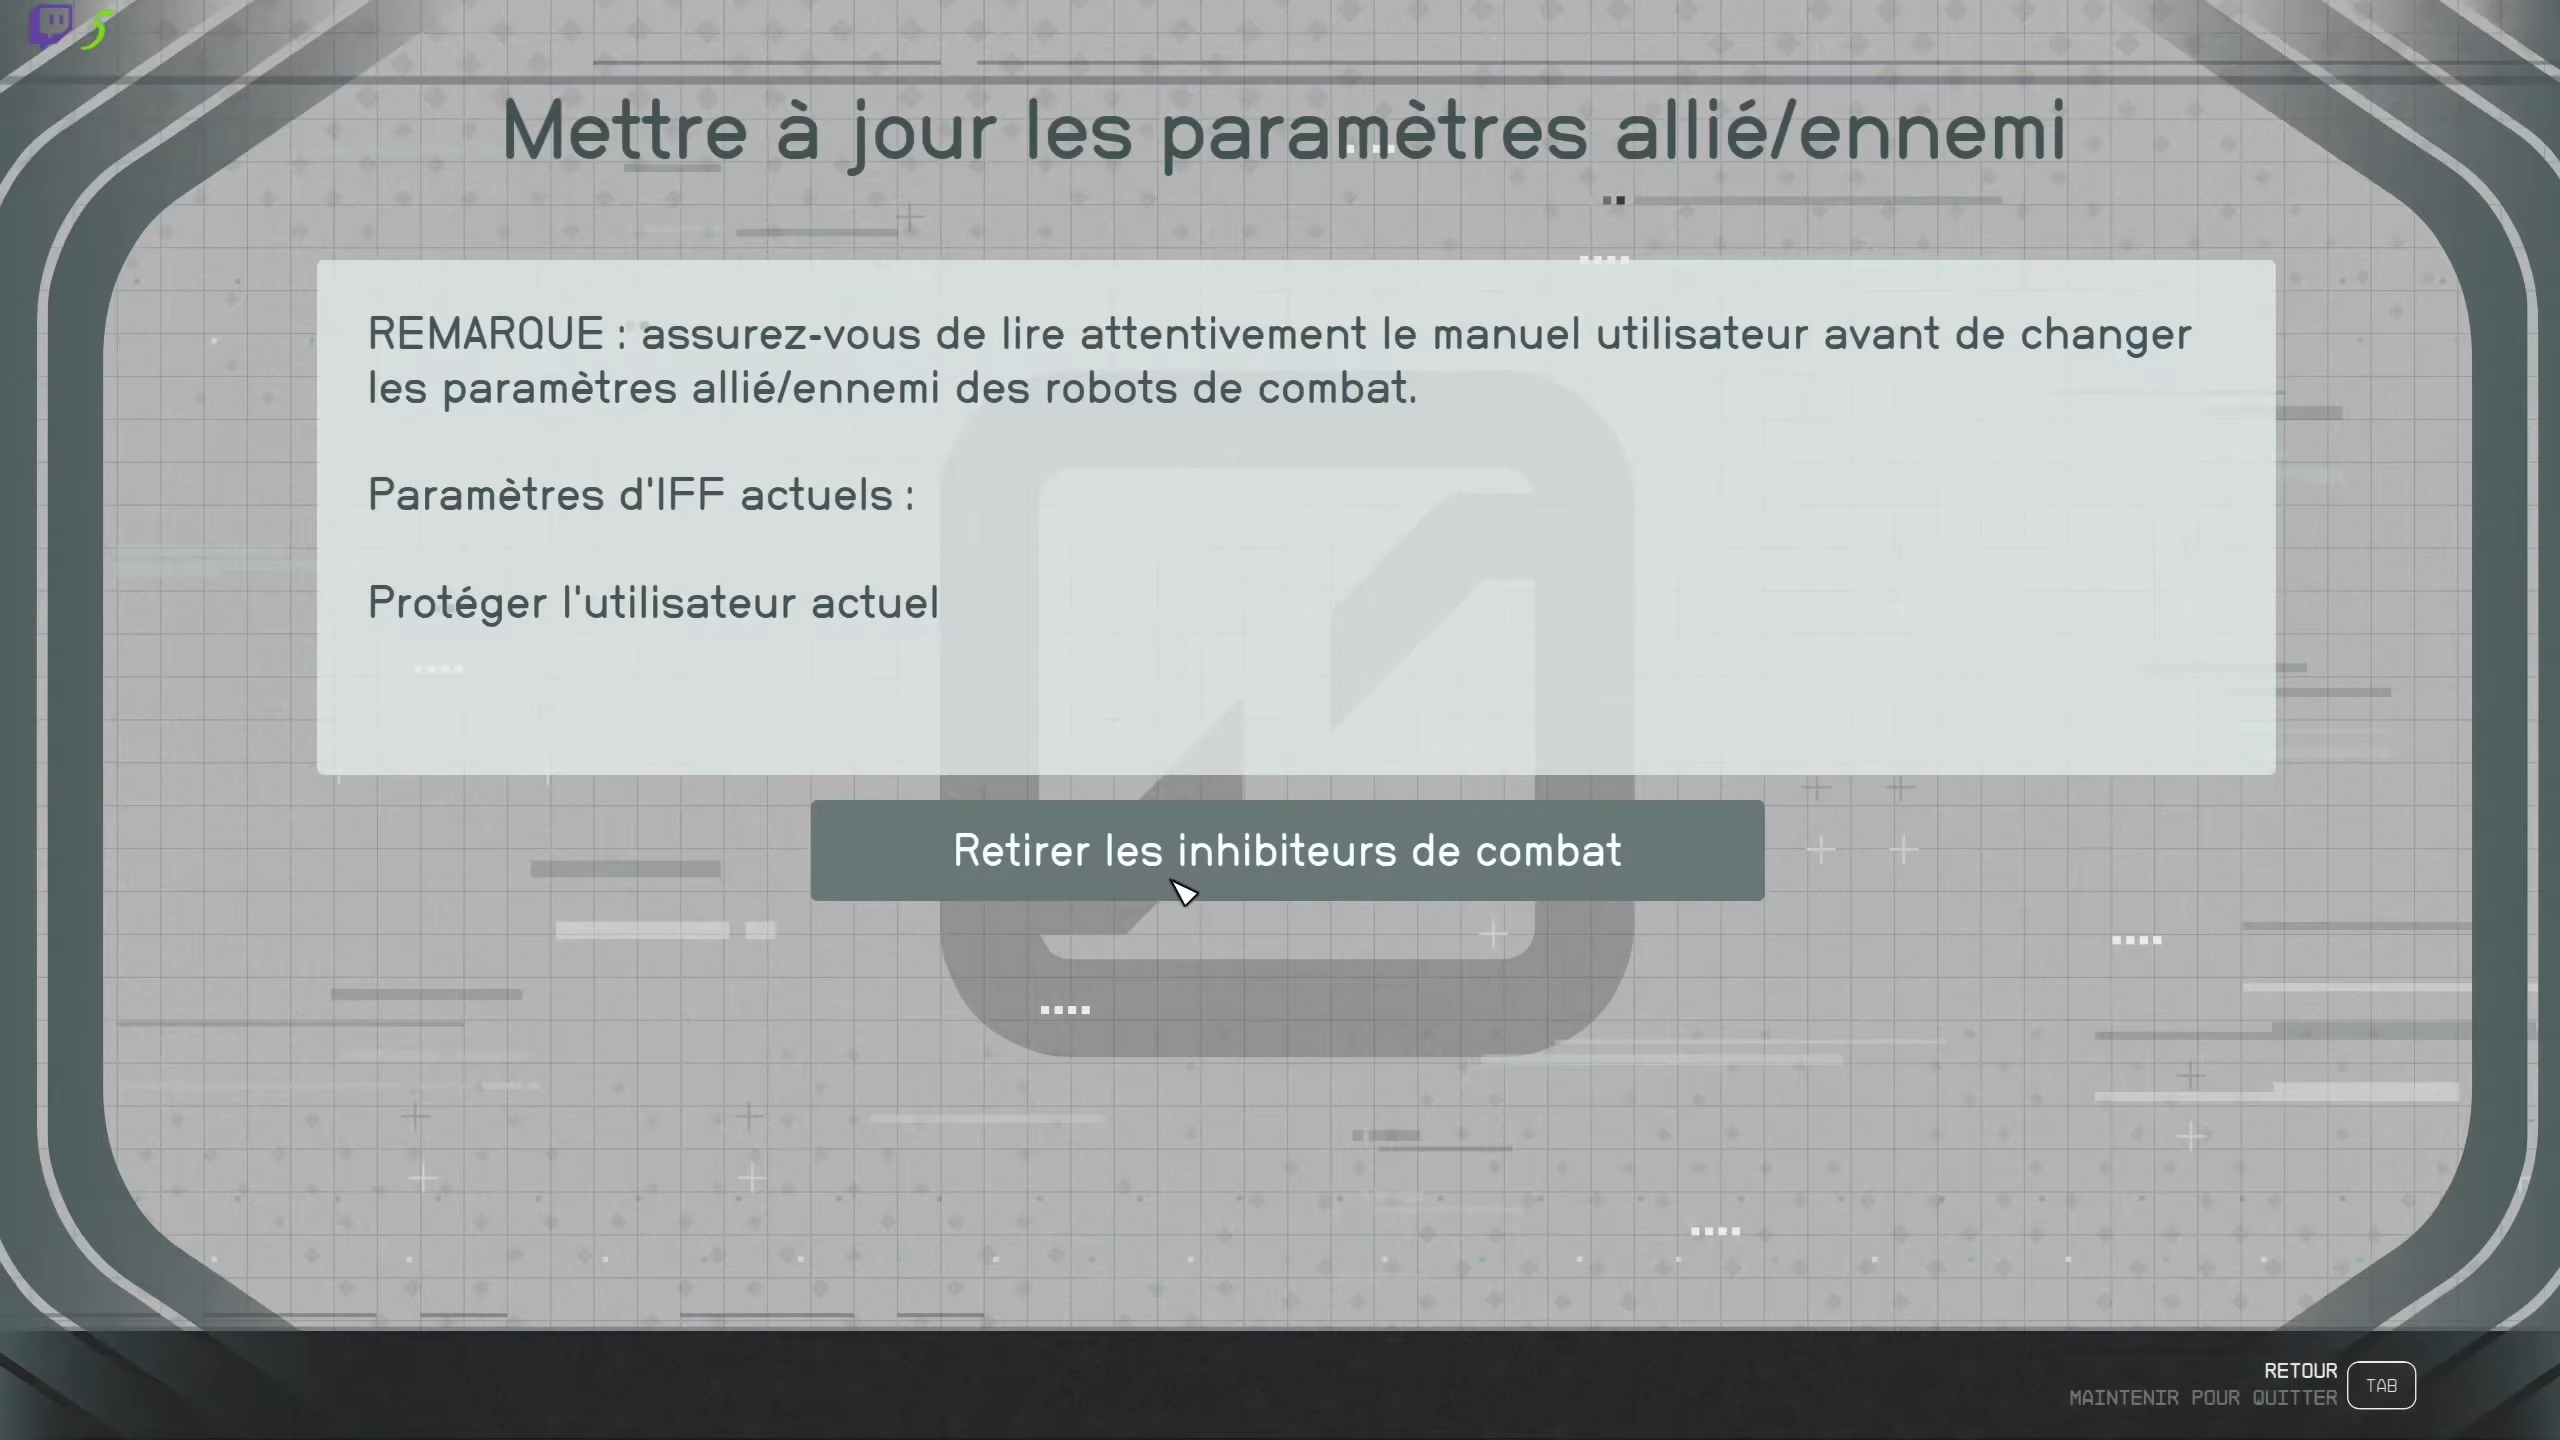 Mettre à jour les paramètres allié/ennemi
REMARQUE : assurez-vous de lire attentivement le manuel utilisateur avant de changer
les paramètres allié/ennemi des robots de combat.
Paramètres d'IFF actuels :
Protéger l'utilisateur actuel
Retirer les inhibiteurs de combat
RETOUR
MAINTENIR POUR QUITTER
TAB